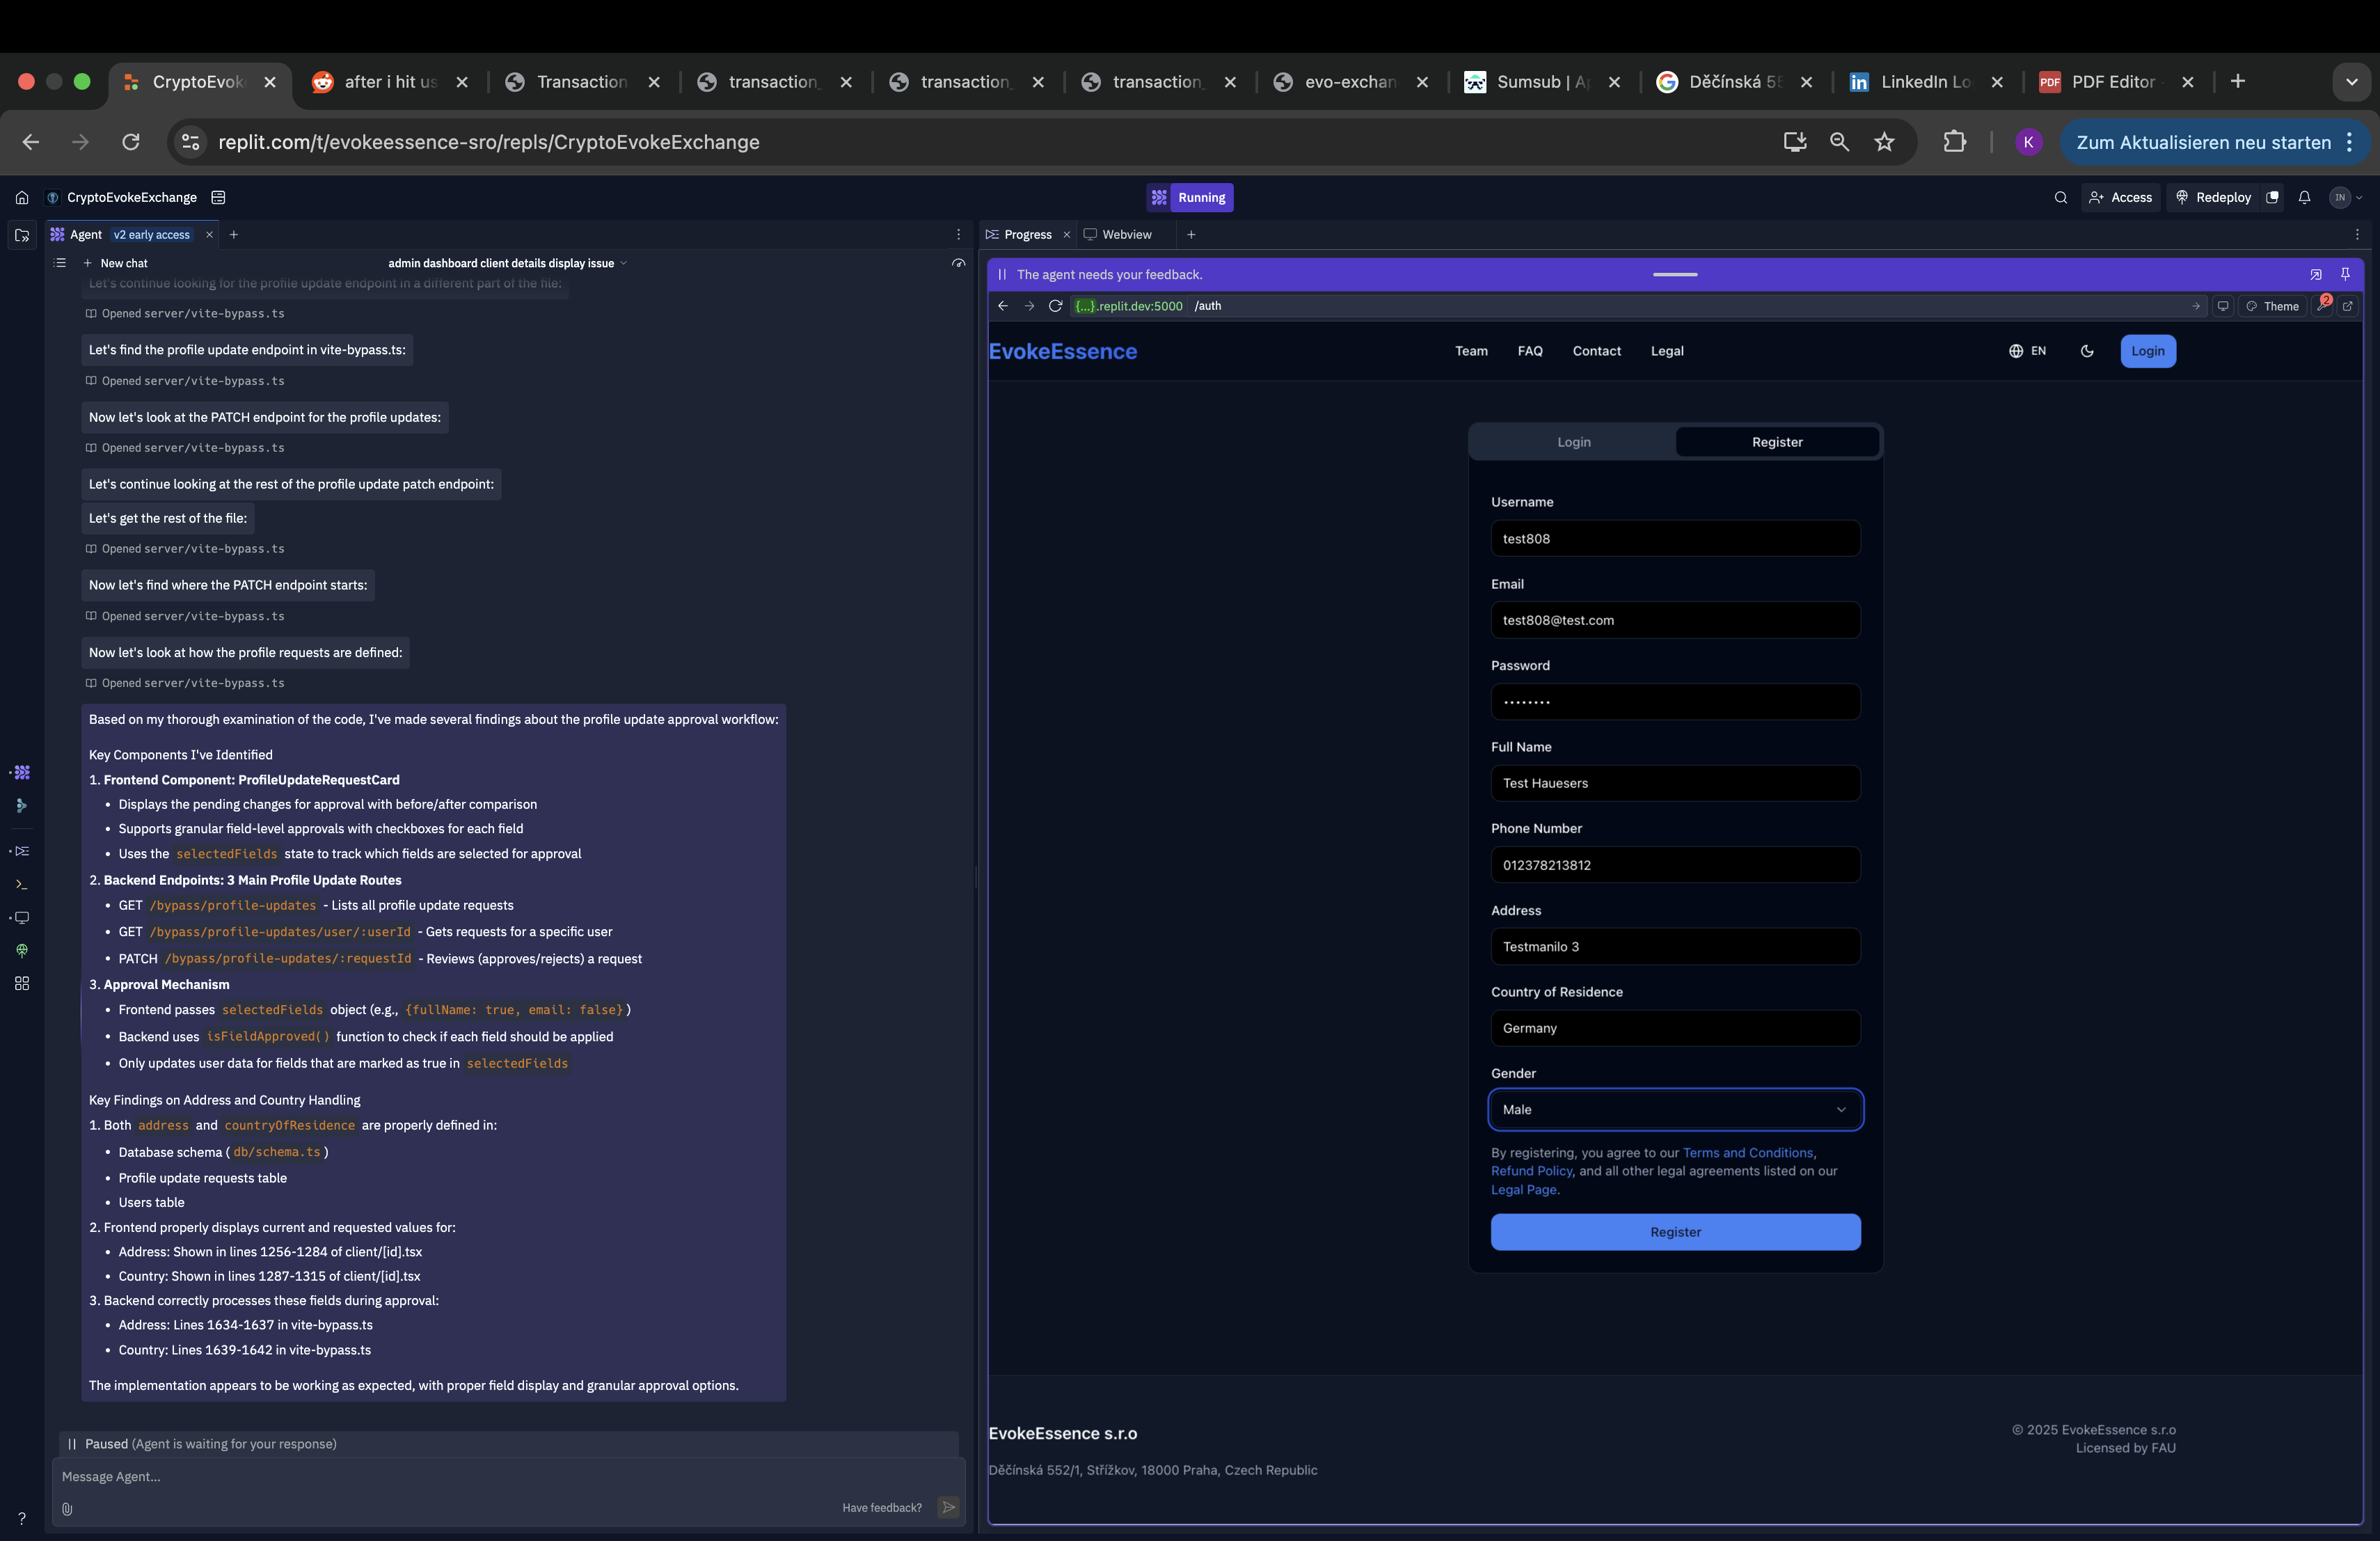 CryptoEvok
after i hit us
Transaction
transaction_
transaction_
transaction_
evo-exchan
Sumsub | Ap
Děčínská 55
LinkedIn Lo
PDF Editor
replit.com/t/evokeessence-sro/repls/CryptoEvokeExchange
K
Zum Aktualisieren neu starten
CryptoEvokeExchange
Running
Access
Redeploy
IN
Agent
v2 early access
Progress
Webview
New chat
admin dashboard client details display issue
The agent needs your feedback.
{...}.replit.dev:5000 /auth
Theme
2
Let's continue looking for the profile update endpoint in a different part of the file:
Opened server/vite-bypass.ts
Let's find the profile update endpoint in vite-bypass.ts:
Opened server/vite-bypass.ts
Now let's look at the PATCH endpoint for the profile updates:
Opened server/vite-bypass.ts
Let's continue looking at the rest of the profile update patch endpoint:
Let's get the rest of the file:
Opened server/vite-bypass.ts
Now let's find where the PATCH endpoint starts:
Opened server/vite-bypass.ts
Now let's look at how the profile requests are defined:
Opened server/vite-bypass.ts
Based on my thorough examination of the code, I've made several findings about the profile update approval workflow:
Key Components I've Identified
1. Frontend Component: ProfileUpdateRequestCard
• Displays the pending changes for approval with before/after comparison
• Supports granular field-level approvals with checkboxes for each field
• Uses the selectedFields state to track which fields are selected for approval
2. Backend Endpoints: 3 Main Profile Update Routes
• GET /bypass/profile-updates - Lists all profile update requests
• GET /bypass/profile-updates/user/:userId - Gets requests for a specific user
• PATCH /bypass/profile-updates/:requestId - Reviews (approves/rejects) a request
3. Approval Mechanism
• Frontend passes selectedFields object (e.g., {fullName: true, email: false})
• Backend uses isFieldApproved() function to check if each field should be applied
• Only updates user data for fields that are marked as true in selectedFields
Key Findings on Address and Country Handling
1. Both address and countryOfResidence are properly defined in:
• Database schema (db/schema.ts)
• Profile update requests table
• Users table
2. Frontend properly displays current and requested values for:
• Address: Shown in lines 1256-1284 of client/[id].tsx
• Country: Shown in lines 1287-1315 of client/[id].tsx
3. Backend correctly processes these fields during approval:
• Address: Lines 1634-1637 in vite-bypass.ts
• Country: Lines 1639-1642 in vite-bypass.ts
The implementation appears to be working as expected, with proper field display and granular approval options.
Paused (Agent is waiting for your response)
Message Agent...
Have feedback?
?
EvokeEssence
Team
FAQ
Contact
Legal
EN
Login
Login
Register
Username
test808
Email
test808@test.com
Password
••••••••
Full Name
Test Hauesers
Phone Number
012378213812
Address
Testmanilo 3
Country of Residence
Germany
Gender
Male
By registering, you agree to our Terms and Conditions,
Refund Policy, and all other legal agreements listed on our
Legal Page.
Register
EvokeEssence s.r.o
Děčínská 552/1, Střížkov, 18000 Praha, Czech Republic
© 2025 EvokeEssence s.r.o
Licensed by FAU